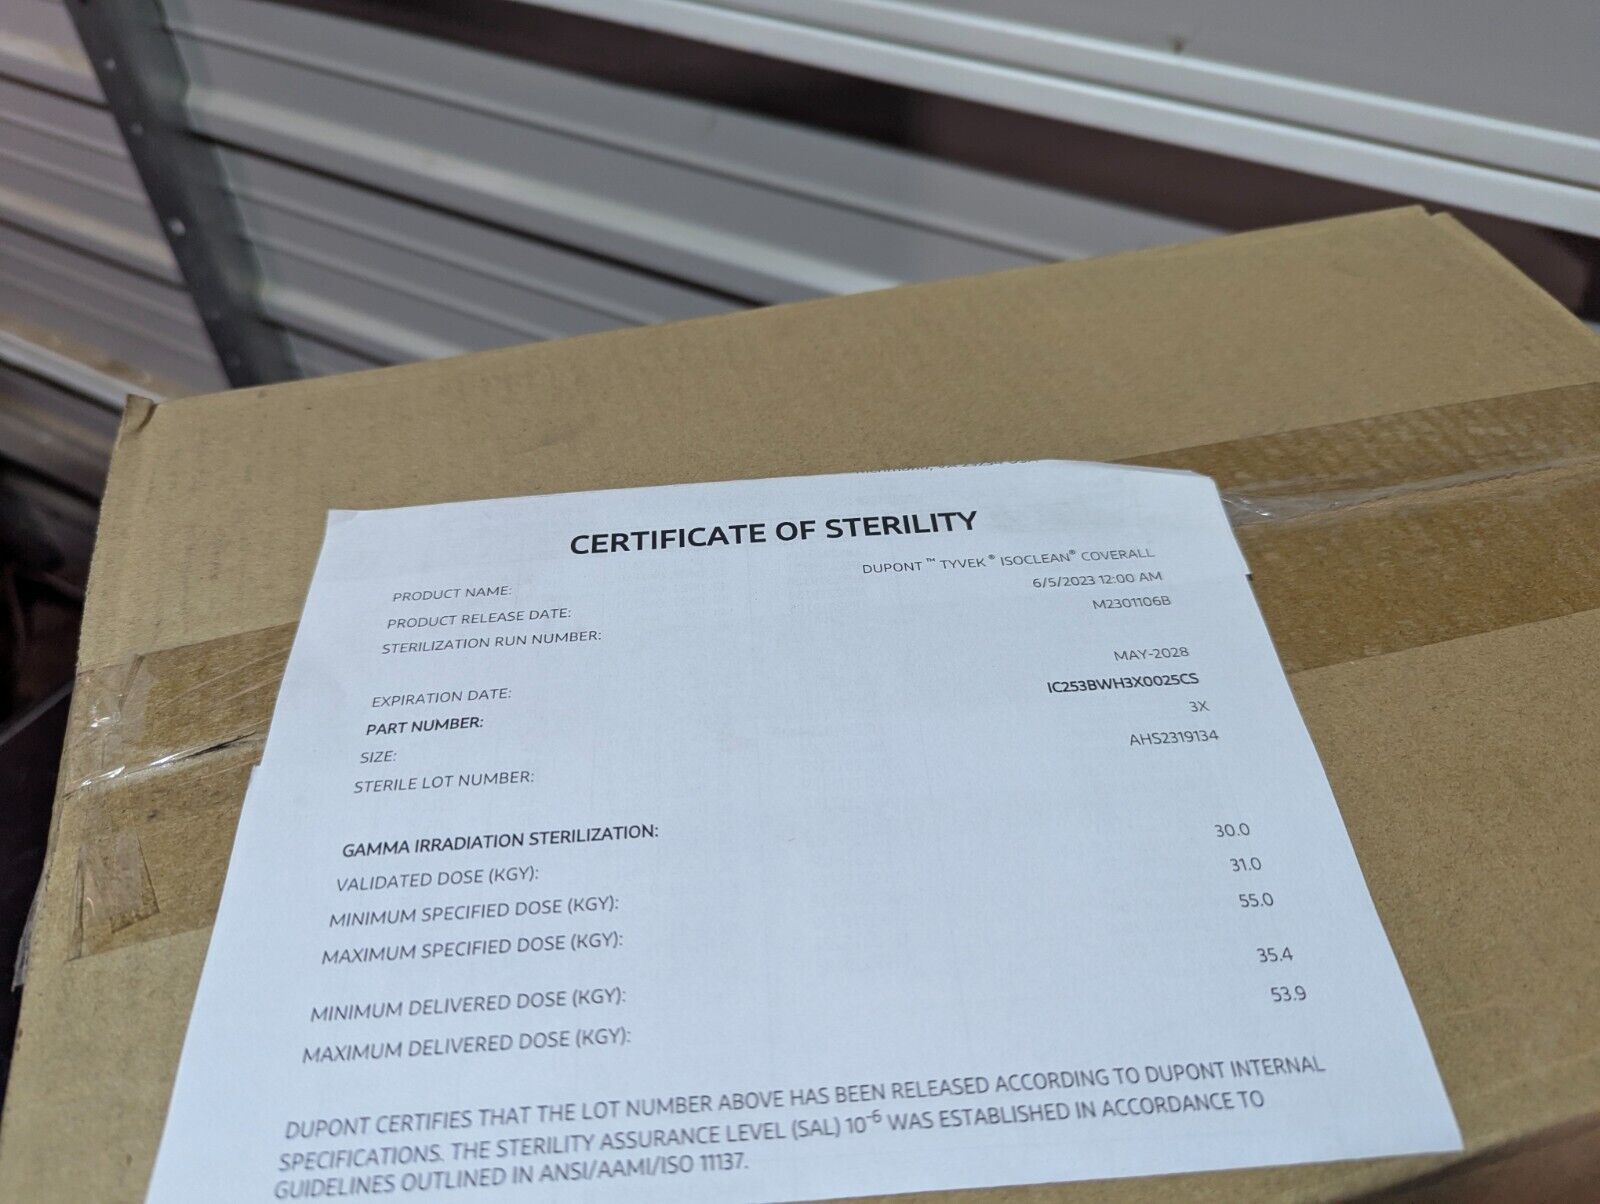 CERTIFICATE OF STERILITY
PRODUCT NAME: DUPONT™ TYVEK® ISOCLEAN® COVERALL
PRODUCT RELEASE DATE: 6/5/2023 12:00 AM
STERILIZATION RUN NUMBER: M2301106B
EXPIRATION DATE: MAY-2028
PART NUMBER: IC253BWH3X0025CS
SIZE: 3X
STERILE LOT NUMBER: AHS2319134
GAMMA IRRADIATION STERILIZATION:
VALIDATED DOSE (KGY): 30.0
MINIMUM SPECIFIED DOSE (KGY): 31.0
MAXIMUM SPECIFIED DOSE (KGY): 55.0
MINIMUM DELIVERED DOSE (KGY): 35.4
MAXIMUM DELIVERED DOSE (KGY): 53.9
DUPONT CERTIFIES THAT THE LOT NUMBER ABOVE HAS BEEN RELEASED ACCORDING TO DUPONT INTERNAL
SPECIFICATIONS. THE STERILITY ASSURANCE LEVEL (SAL) 10⁻⁶ WAS ESTABLISHED IN ACCORDANCE TO
GUIDELINES OUTLINED IN ANSI/AAMI/ISO 11137.